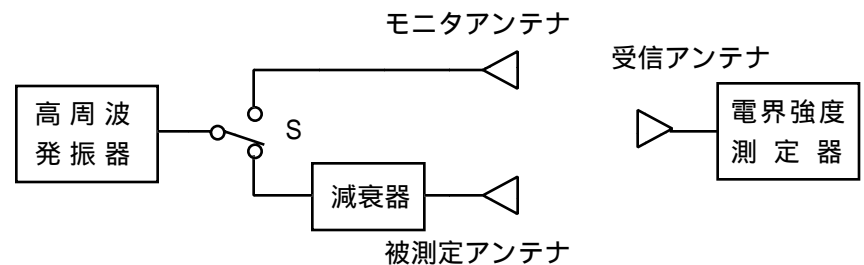 モニタアンテナ
受信アンテナ
高周波
発振器
S
電界強度
測定器
減衰器
被測定アンテナ